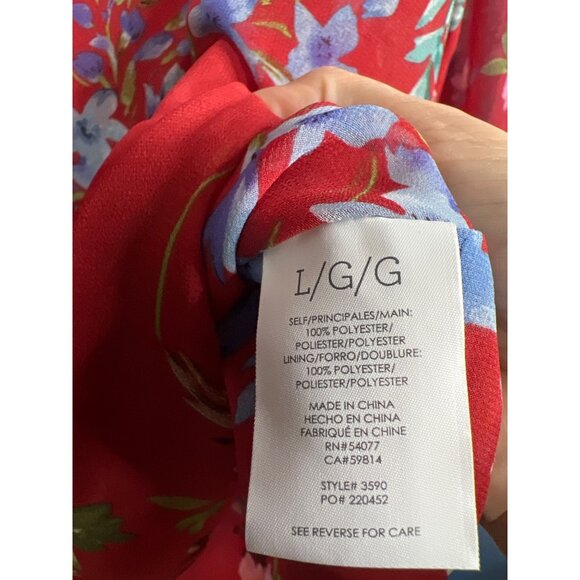 L/G/G
SELF/PRINCIPALES/MAIN:
100% POLYESTER/
POLIESTER/POLYESTER
LINING/FORRO/DOUBLURE:
100% POLYESTER/
POLIESTER/POLYESTER
MADE IN CHINA
HECHO EN CHINA
FABRIQUÉ EN CHINE
RN#54077
CA#59814
STYLE# 3590
PO# 220452
SEE REVERSE FOR CARE